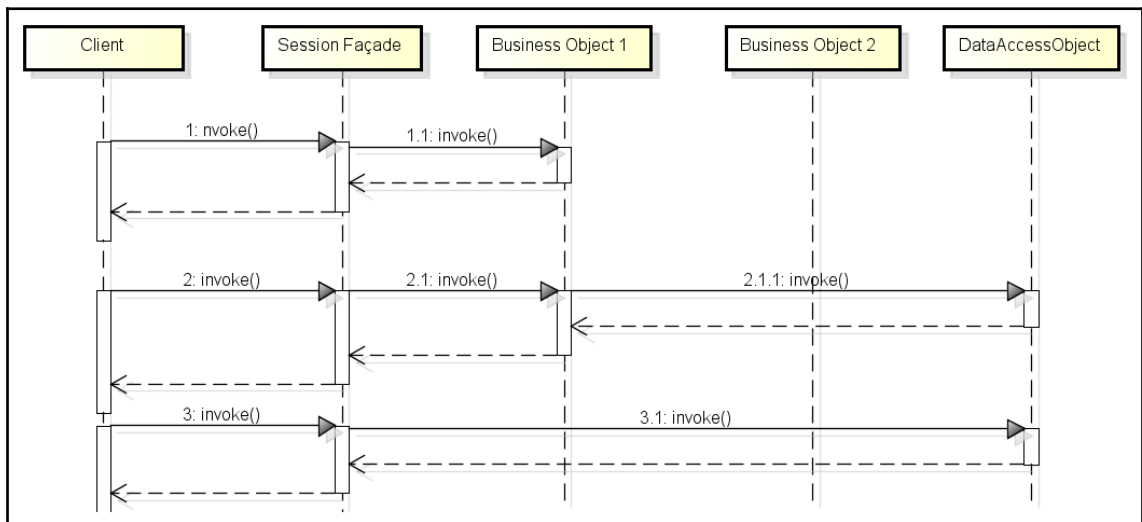 Client
Session Façade
Business Object 1
Business Object 2
DataAccessObject
1: nvoke()
1.1: invoke()
2: invoke()
2.1: invoke()
2.1.1: invoke()
3: invoke()
3.1: invoke()